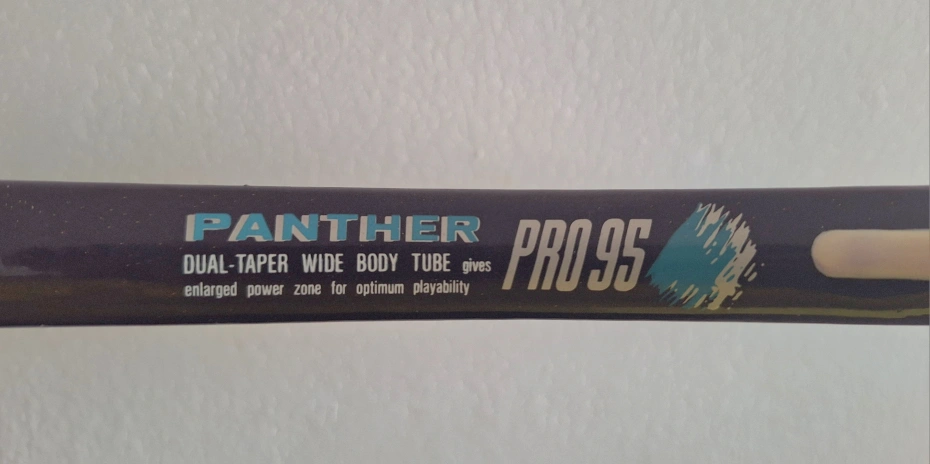 PANTHER
DUAL-TAPER WIDE BODY TUBE gives
enlarged power zone for optimum playability
PRO 95